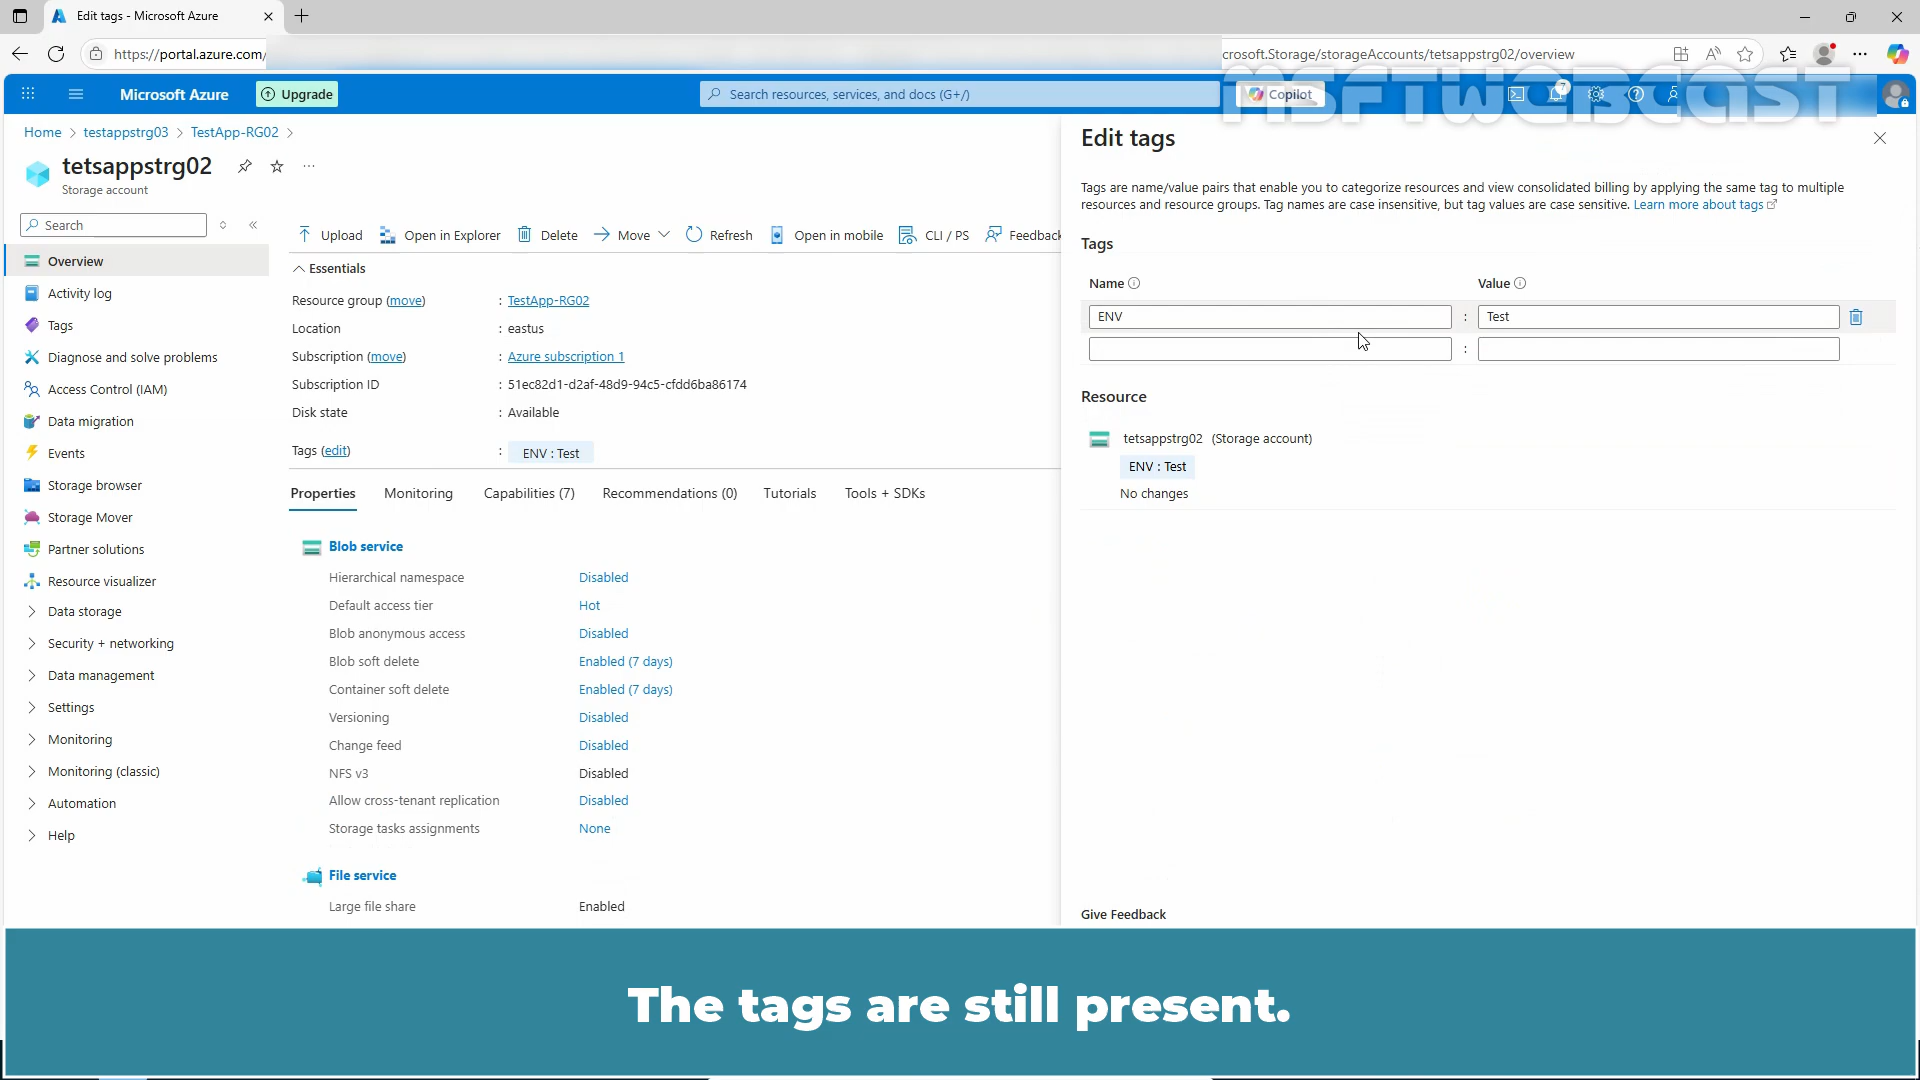 Edit tags - Microsoft Azure
https://portal.azure.com/ crosoft.Storage/storageAccounts/tetsappstrg02/overview
MSFTWEBCAST
Microsoft Azure
Upgrade
Search resources, services, and docs (G+/)
Copilot
7
Home > testappstrg03 > TestApp-RG02 >
tetsappstrg02
Storage account
Search
Overview
Activity log
Tags
Diagnose and solve problems
Access Control (IAM)
Data migration
Events
Storage browser
Storage Mover
Partner solutions
Resource visualizer
Data storage
Security + networking
Data management
Settings
Monitoring
Monitoring (classic)
Automation
Help
Upload Open in Explorer Delete Move Refresh Open in mobile CLI / PS Feedback
Essentials
Resource group (move) : TestApp-RG02
Location : eastus
Subscription (move) : Azure subscription 1
Subscription ID : 51ec82d1-d2af-48d9-94c5-cfdd6ba86174
Disk state : Available
Tags (edit) : ENV : Test
Properties Monitoring Capabilities (7) Recommendations (0) Tutorials Tools + SDKs
Blob service
Hierarchical namespace Disabled
Default access tier Hot
Blob anonymous access Disabled
Blob soft delete Enabled (7 days)
Container soft delete Enabled (7 days)
Versioning Disabled
Change feed Disabled
NFS v3 Disabled
Allow cross-tenant replication Disabled
Storage tasks assignments None
File service
Large file share Enabled
Edit tags
Tags are name/value pairs that enable you to categorize resources and view consolidated billing by applying the same tag to multiple
resources and resource groups. Tag names are case insensitive, but tag values are case sensitive. Learn more about tags
Tags
Name Value
ENV : Test
:
Resource
tetsappstrg02 (Storage account)
ENV : Test
No changes
Give Feedback
The tags are still present.